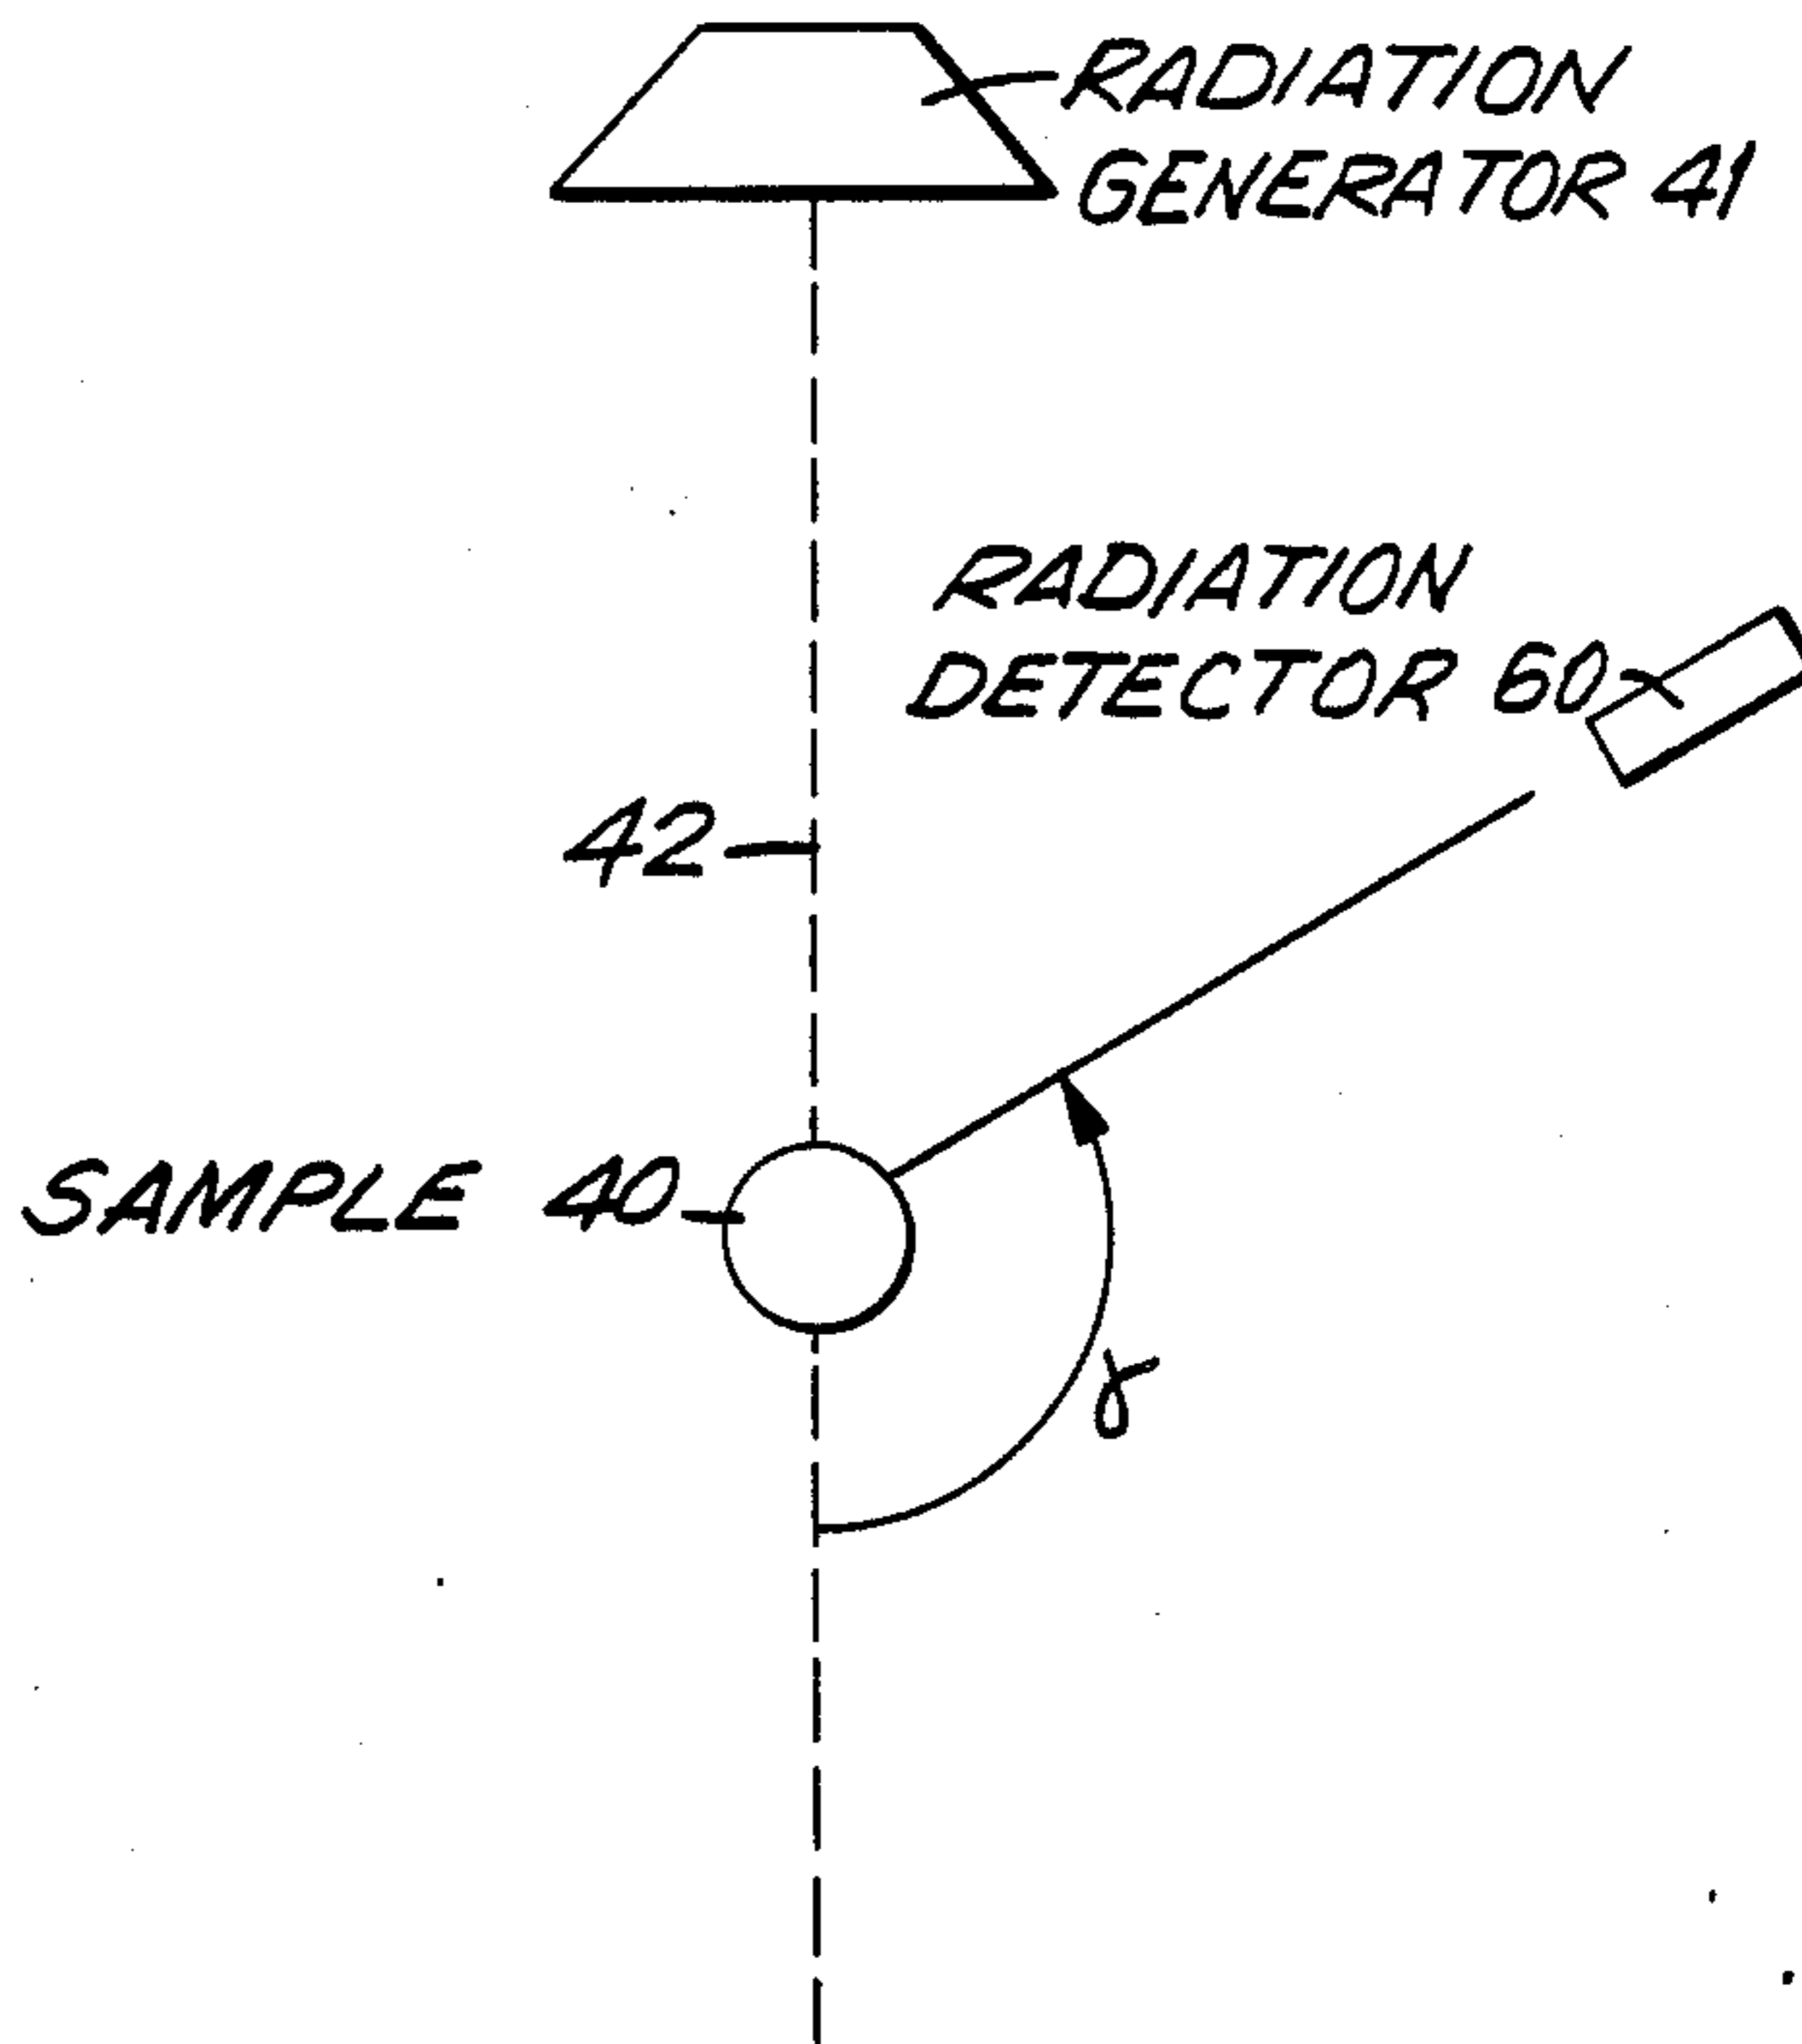 RADIATION
GENERATOR 41
RADIATION
DETECTOR 60
42
SAMPLE 40
γ